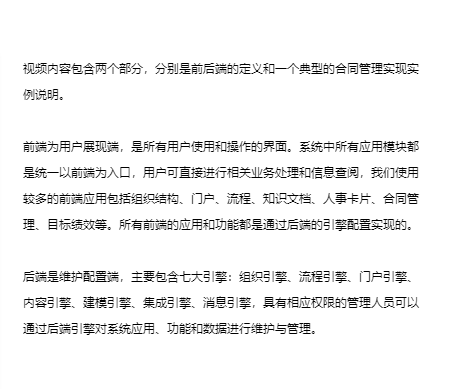 视频内容包含两个部分，分别是前后端的定义和一个典型的合同管理实现实
例说明。
前端为用户展现端，是所有用户使用和操作的界面。系统中所有应用模块都
是统一以前端为入口，用户可直接进行相关业务处理和信息查阅，我们使用
较多的前端应用包括组织结构、门户、流程、知识文档、人事卡片、合同管
理、目标绩效等。所有前端的应用和功能都是通过后端的引擎配置实现的。
后端是维护配置端，主要包含七大引擎：组织引擎、流程引擎、门户引擎、
内容引擎、建模引擎、集成引擎、消息引擎，具有相应权限的管理人员可以
通过后端引擎对系统应用、功能和数据进行维护与管理。